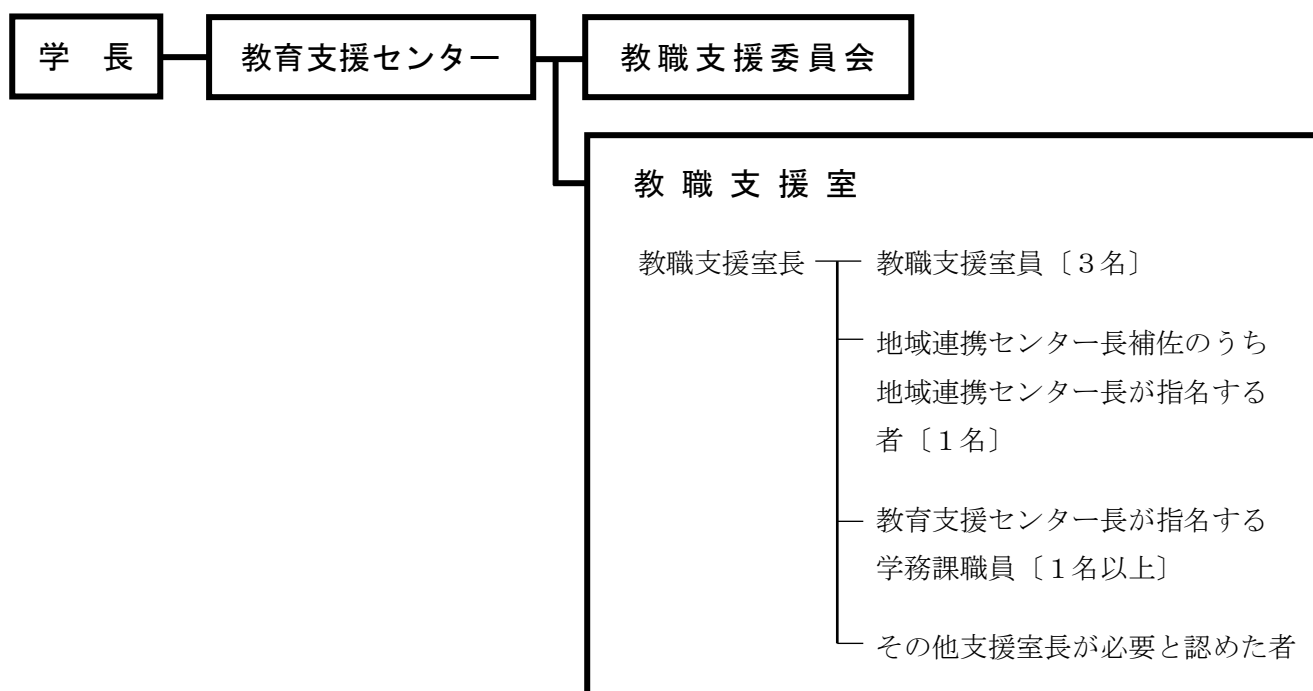 学　長
教育支援センター
教職支援委員会
教職支援室
教職支援室長
教職支援室員〔３名〕
地域連携センター長補佐のうち
地域連携センター長が指名する
者〔１名〕
教育支援センター長が指名する
学務課職員〔１名以上〕
その他支援室長が必要と認めた者